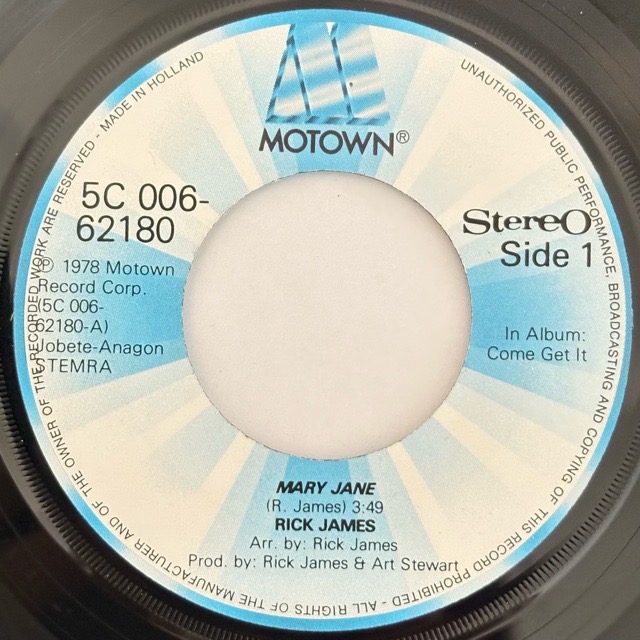 MOTOWN®
5C 006-
62180
℗ 1978 Motown
Record Corp.
(5C 006-
62180-A)
Jobete-Anagon
STEMRA
Stereo
Side 1
In Album:
Come Get It
MARY JANE
(R. James) 3:49
RICK JAMES
Arr. by: Rick James
Prod. by: Rick James & Art Stewart
UNAUTHORIZED PUBLIC PERFORMANCE, BROADCASTING AND COPYING OF THIS RECORD PROHIBITED - ALL RIGHTS OF THE MANUFACTURER AND OF THE OWNER OF THE RECORDED WORK ARE RESERVED - MADE IN HOLLAND